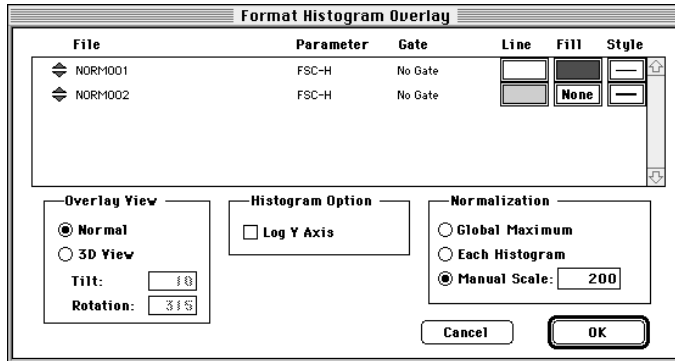 Format Histogram Overlay
File Parameter Gate Line Fill Style
NORM001 FSC-H No Gate
NORM002 FSC-H No Gate None
Overlay View Histogram Option Normalization
Normal Log Y Axis Global Maximum
3D View Each Histogram
Tilt: 10 Manual Scale: 200
Rotation: 315
Cancel OK